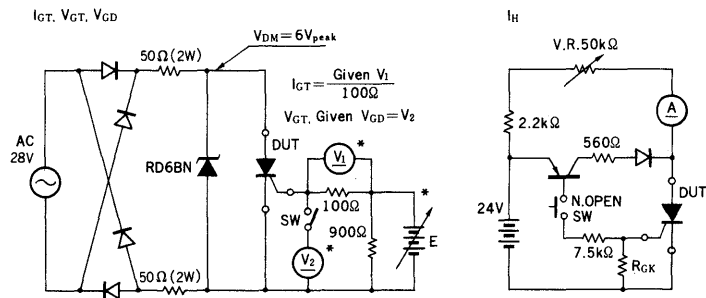 IGT, VGT, VGD
50Ω(2W)
VDM=6Vpeak
IGT=Given V1/100Ω
VGT, Given VGD=V2
AC
28V
RD6BN
DUT
V1
*
100Ω
*
SW
900Ω
E
V2
*
50Ω(2W)
IH
V.R.50kΩ
A
2.2kΩ
560Ω
DUT
24V
N.OPEN
SW
7.5kΩ
RGK